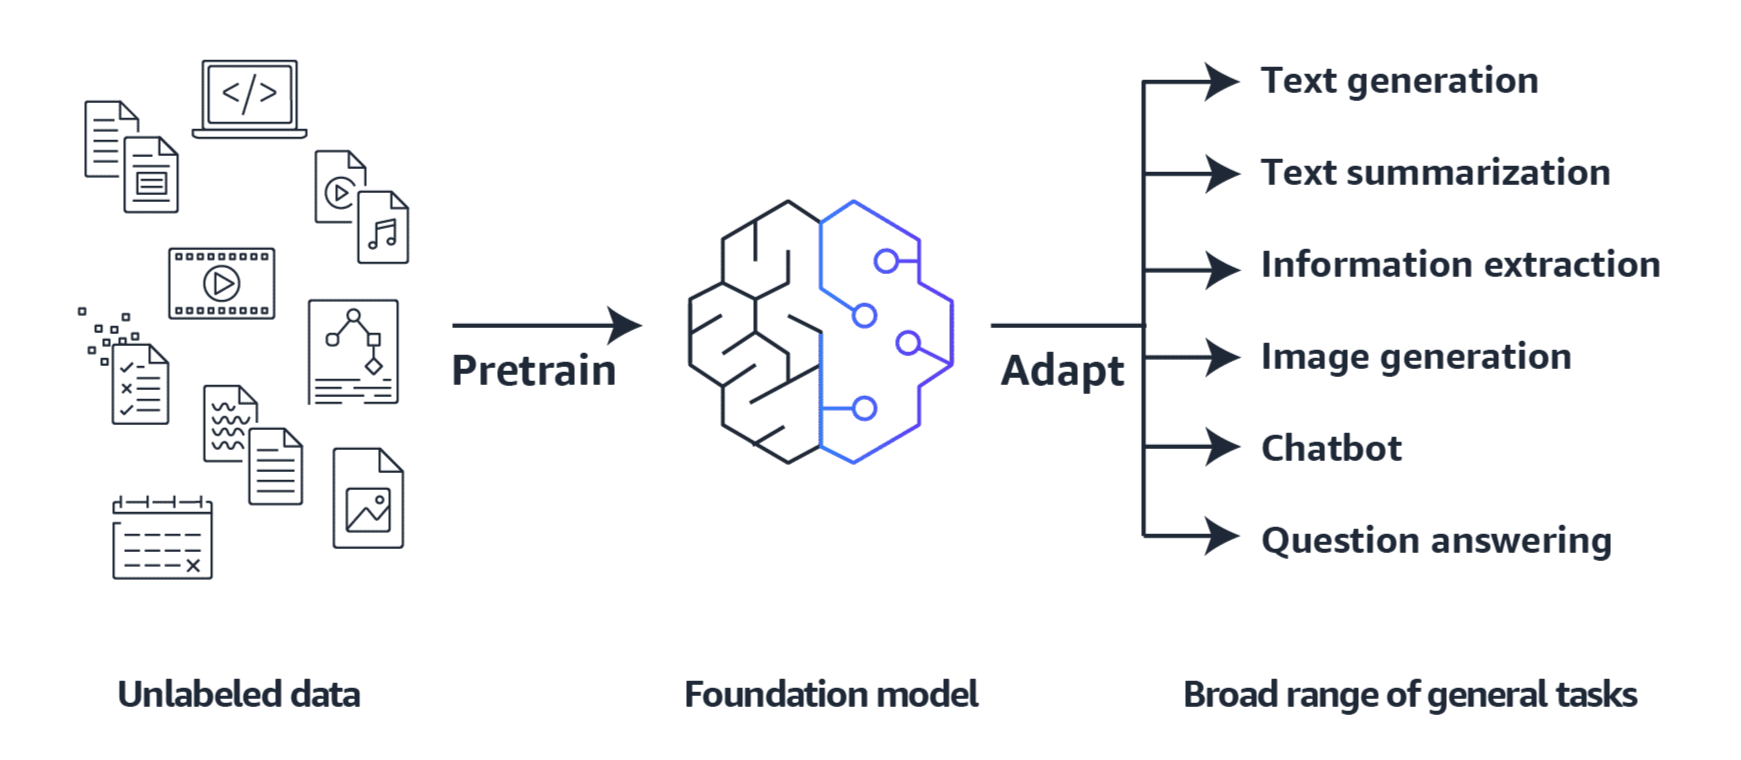 </>
Pretrain
Adapt
Text generation
Text summarization
Information extraction
Image generation
Chatbot
Question answering
Unlabeled data
Foundation model
Broad range of general tasks